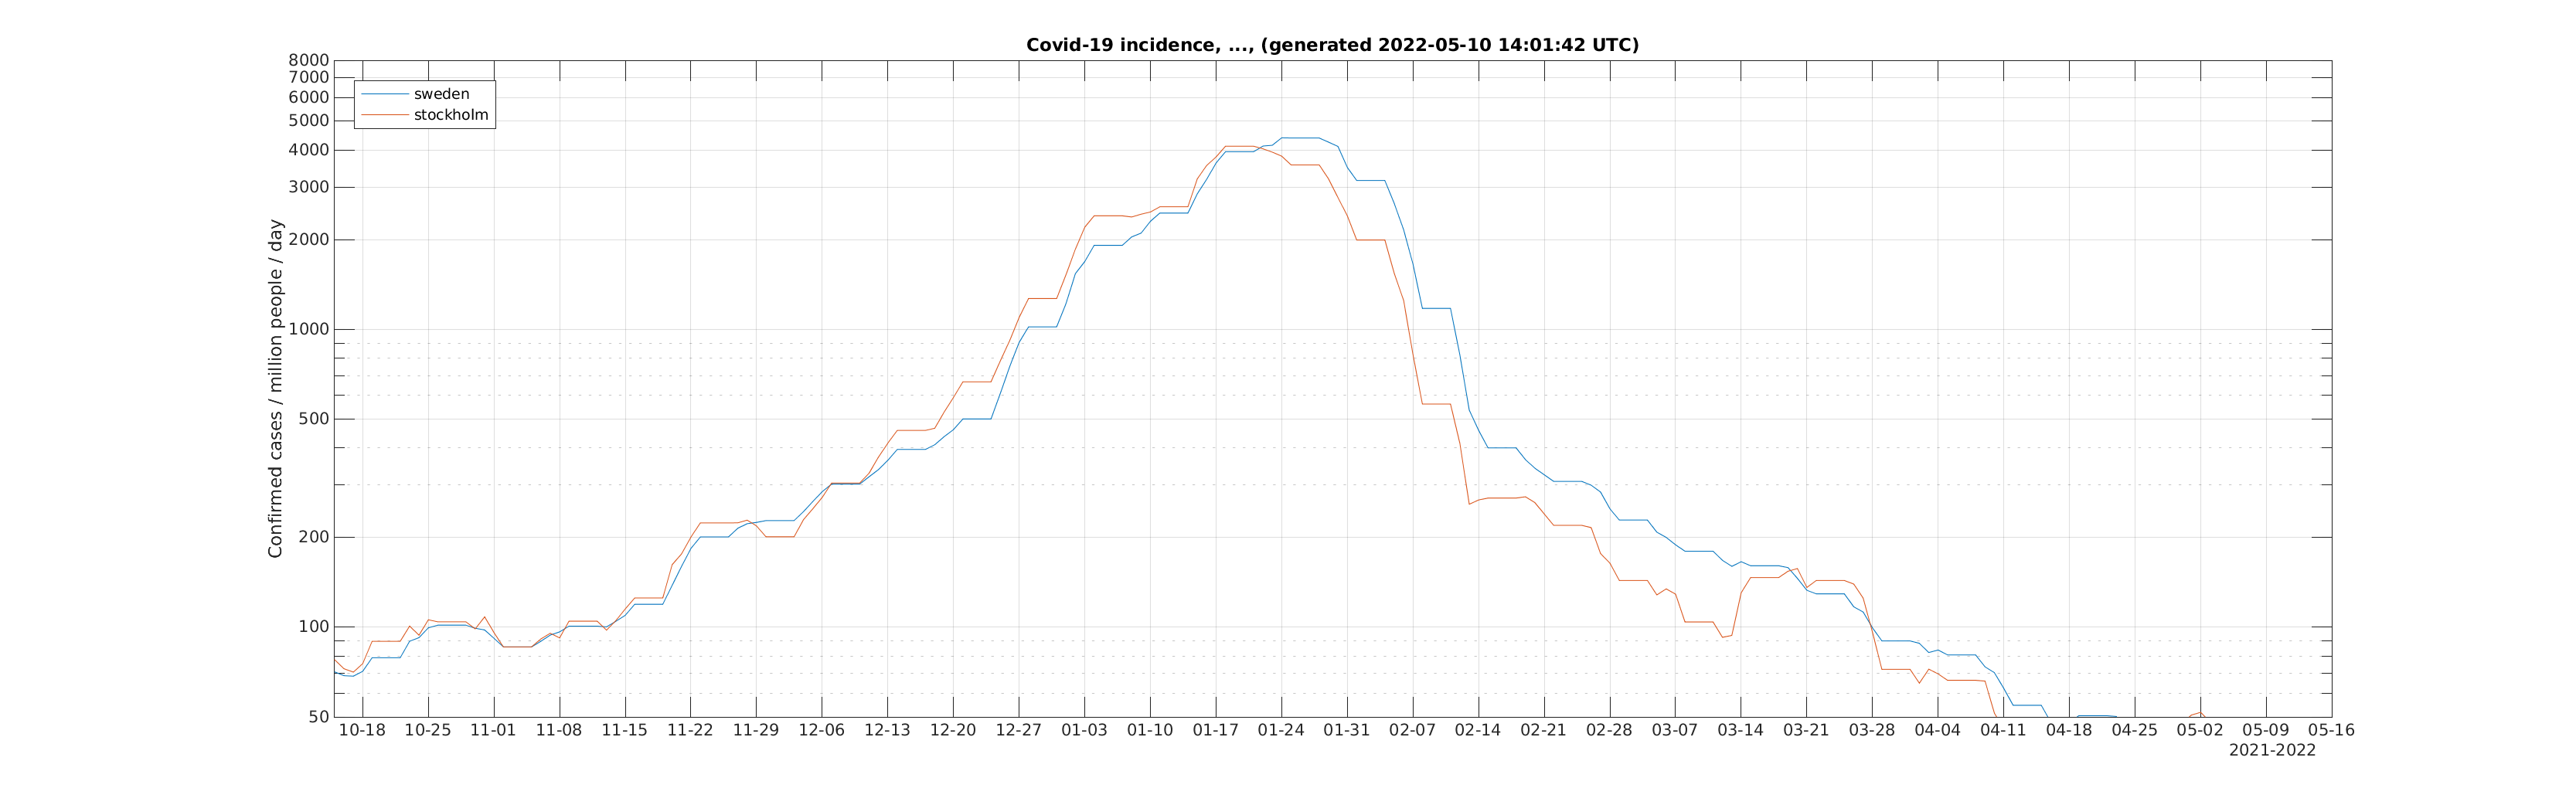 Covid-19 incidence, ..., (generated 2022-05-10 14:01:42 UTC)
sweden
stockholm
Confirmed cases / million people / day
8000
7000
6000
5000
4000
3000
2000
1000
500
200
100
50
10-18 10-25 11-01 11-08 11-15 11-22 11-29 12-06 12-13 12-20 12-27 01-03 01-10 01-17 01-24 01-31 02-07 02-14 02-21 02-28 03-07 03-14 03-21 03-28 04-04 04-11 04-18 04-25 05-02 05-09 05-16
2021-2022